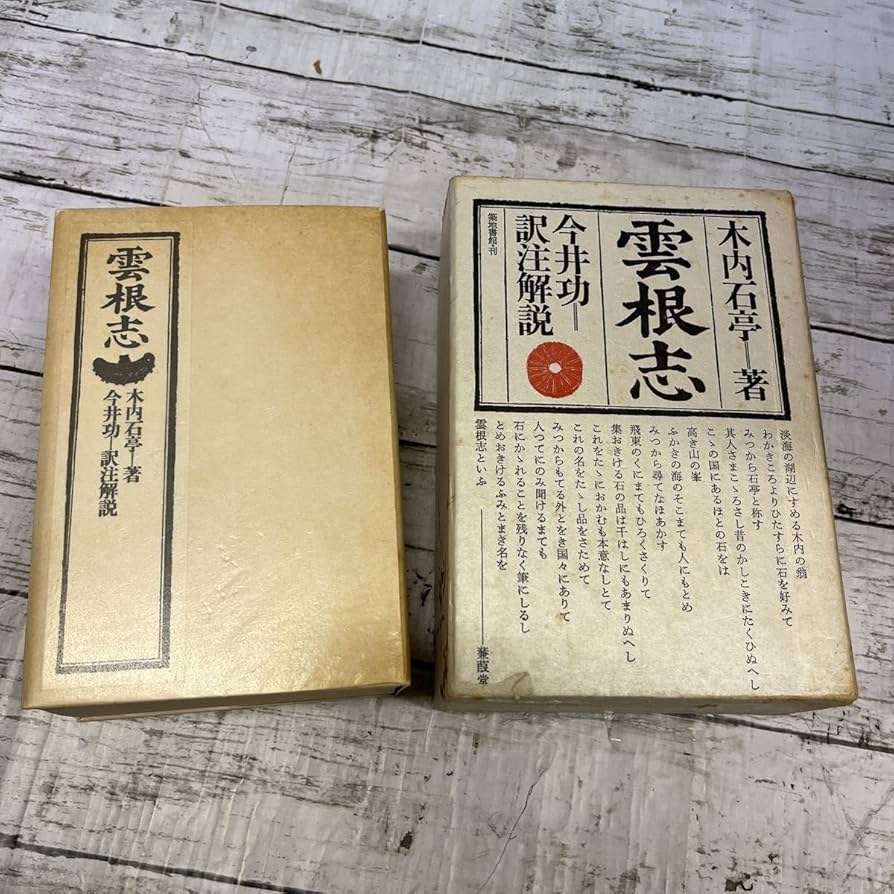 雲根志
木内石亭=著
今井功=訳注解説
木内石亭=著
雲根志
今井功=
訳注解説
築地書館・刊
淡海の湖辺にすめる木内の翁
わかきころよりひたすらに石を好みて
みつから石亭と称す
其人さまこゝろさし昔のかしこきにたくひぬへし
こゝの国にあるほとの石をは
高き山の峯
ふかきの海のそこまても人にもとめ
みつから尋てなほあかす
飛東のくにまてもひろくさくりて
集おきける石の品は千はしにもあまりぬへし
これをたゝにおかむも本意なしとて
これの名をたゝし品をさためて
みつからもてる外とをき国々にありて
人つてにのみ聞けるまても
石にかゝれることを残りなく筆にしるし
とめおきけるふみとまき名を
雲根志といふ
蒹葭堂